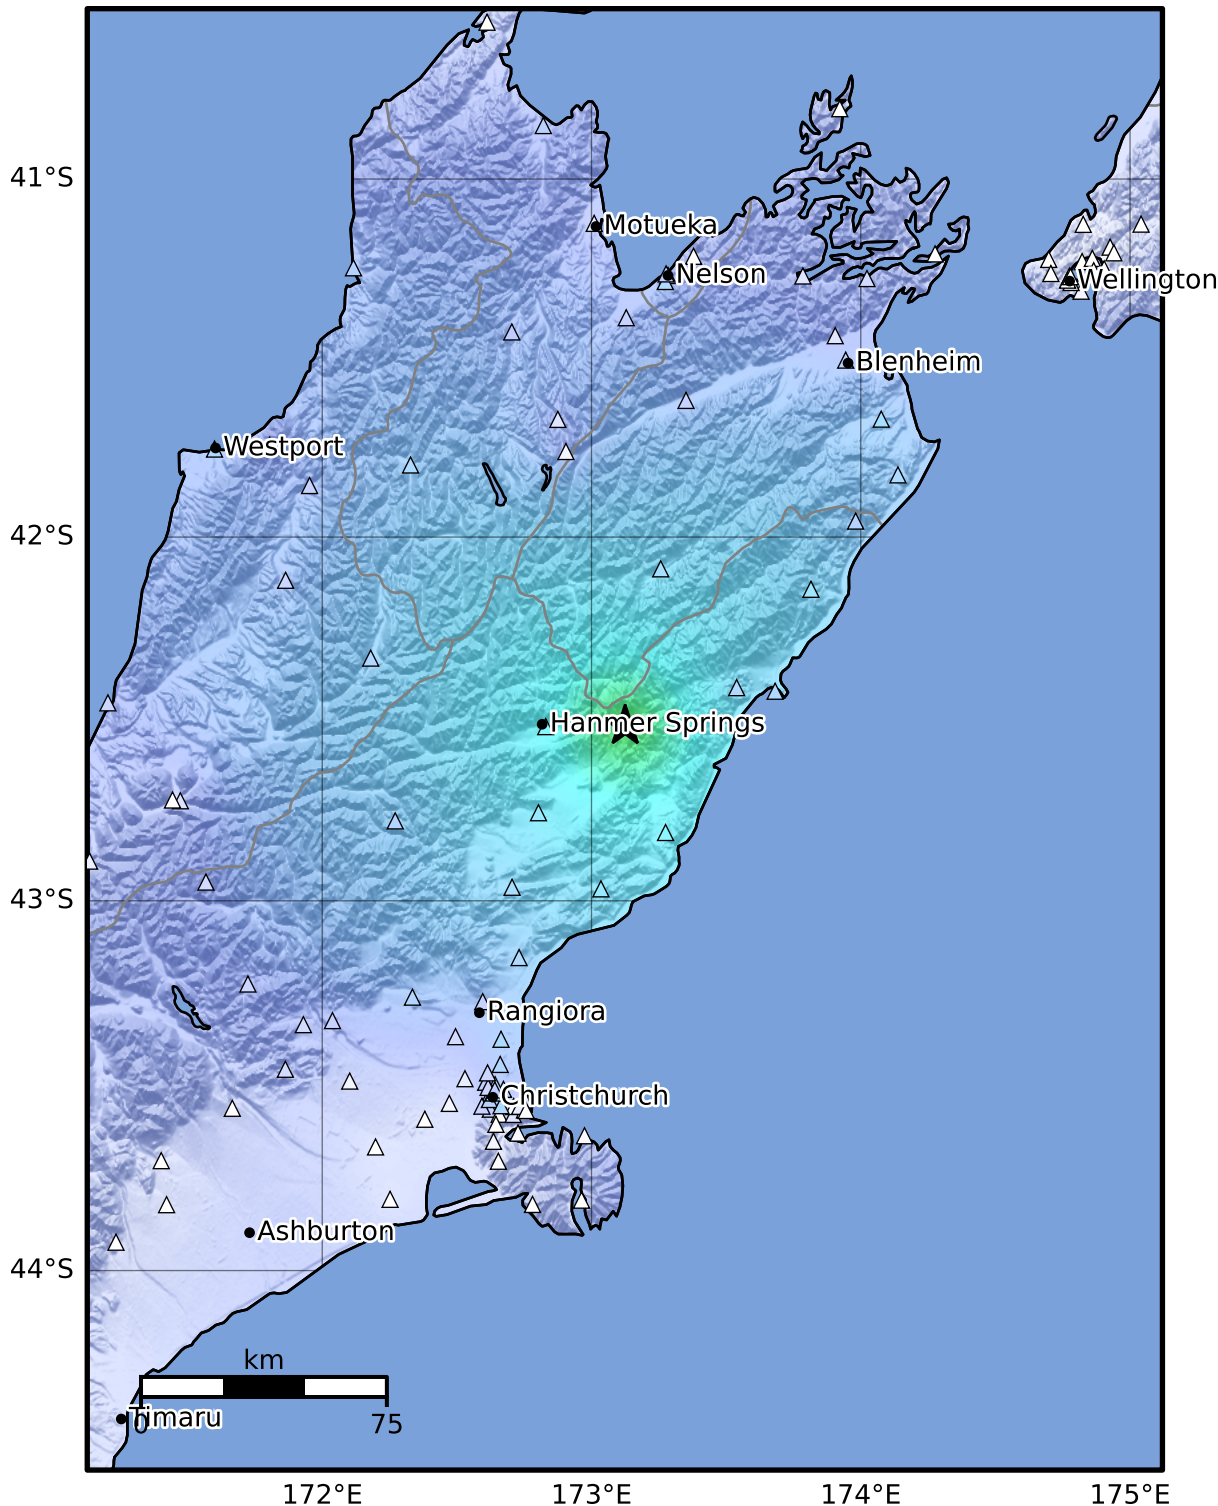 41°S
Motueka
Nelson
Wellington
Blenheim
Westport
42°S
Hanmer Springs
43°S
Rangiora
Christchurch
Ashburton
44°S
km
Timaru
0
75
172°E
173°E
174°E
175°E